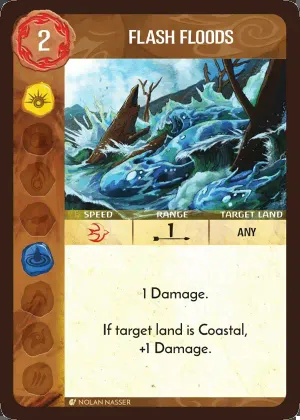 2
FLASH FLOODS
SPEED RANGE TARGET LAND
1 ANY
1 Damage.
If target land is Coastal,
+1 Damage.
NOLAN NASSER